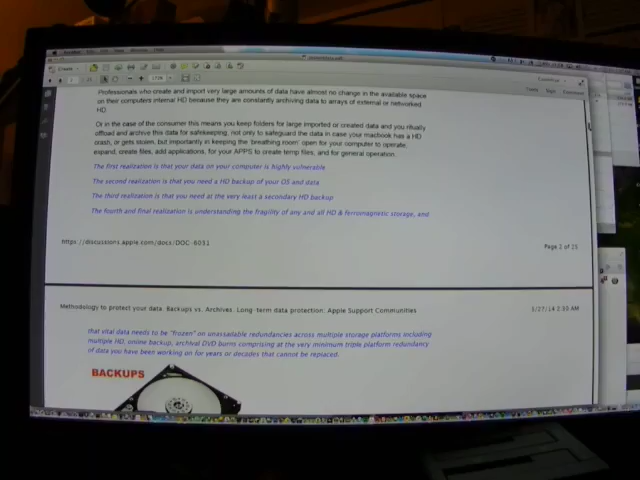 Professionals who create and import very large amounts of data have almost no change in the available space
on their computers internal HD because they are constantly archiving data to arrays of external or networked
HD.
Or in the case of the consumer this means you keep folders for large imported or created data and you ritually
offload and archive this data for safekeeping, not only to safeguard the data in case your macbook has a HD
crash, or gets stolen, but importantly in keeping the 'breathing room' open for your computer to operate,
expand, create files, add applications, for your APPS to create temp files, and for general operation.
The first realization is that your data on your computer is highly vulnerable
The second realization is that you need a HD backup of your OS and data
The third realization is that you need at the very least a secondary HD backup
The fourth and final realization is understanding the fragility of any and all HD & ferromagnetic storage, and
https://discussions.apple.com/docs/DOC-6031
Page 1 of 25
Methodology to protect your data. Backups vs. Archives. Long-term data protection: Apple Support Communities
3/27/14 2:30 AM
that vital data needs to be "frozen" on unassailable redundancies across multiple storage platforms including
multiple HD, online backup, archival DVD burns comprising at the very minimum triple platform redundancy
of data you have been working on for years or decades that cannot be replaced.
BACKUPS